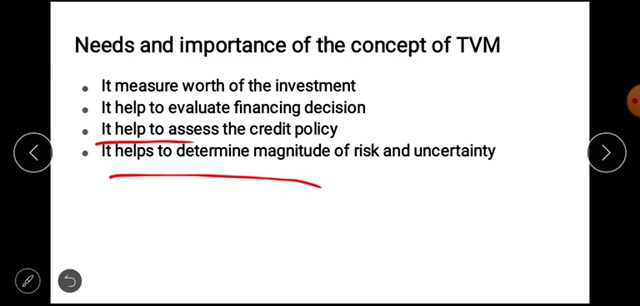 Needs and importance of the concept of TVM
It measure worth of the investment
It help to evaluate financing decision
It help to assess the credit policy
It helps to determine magnitude of risk and uncertainty